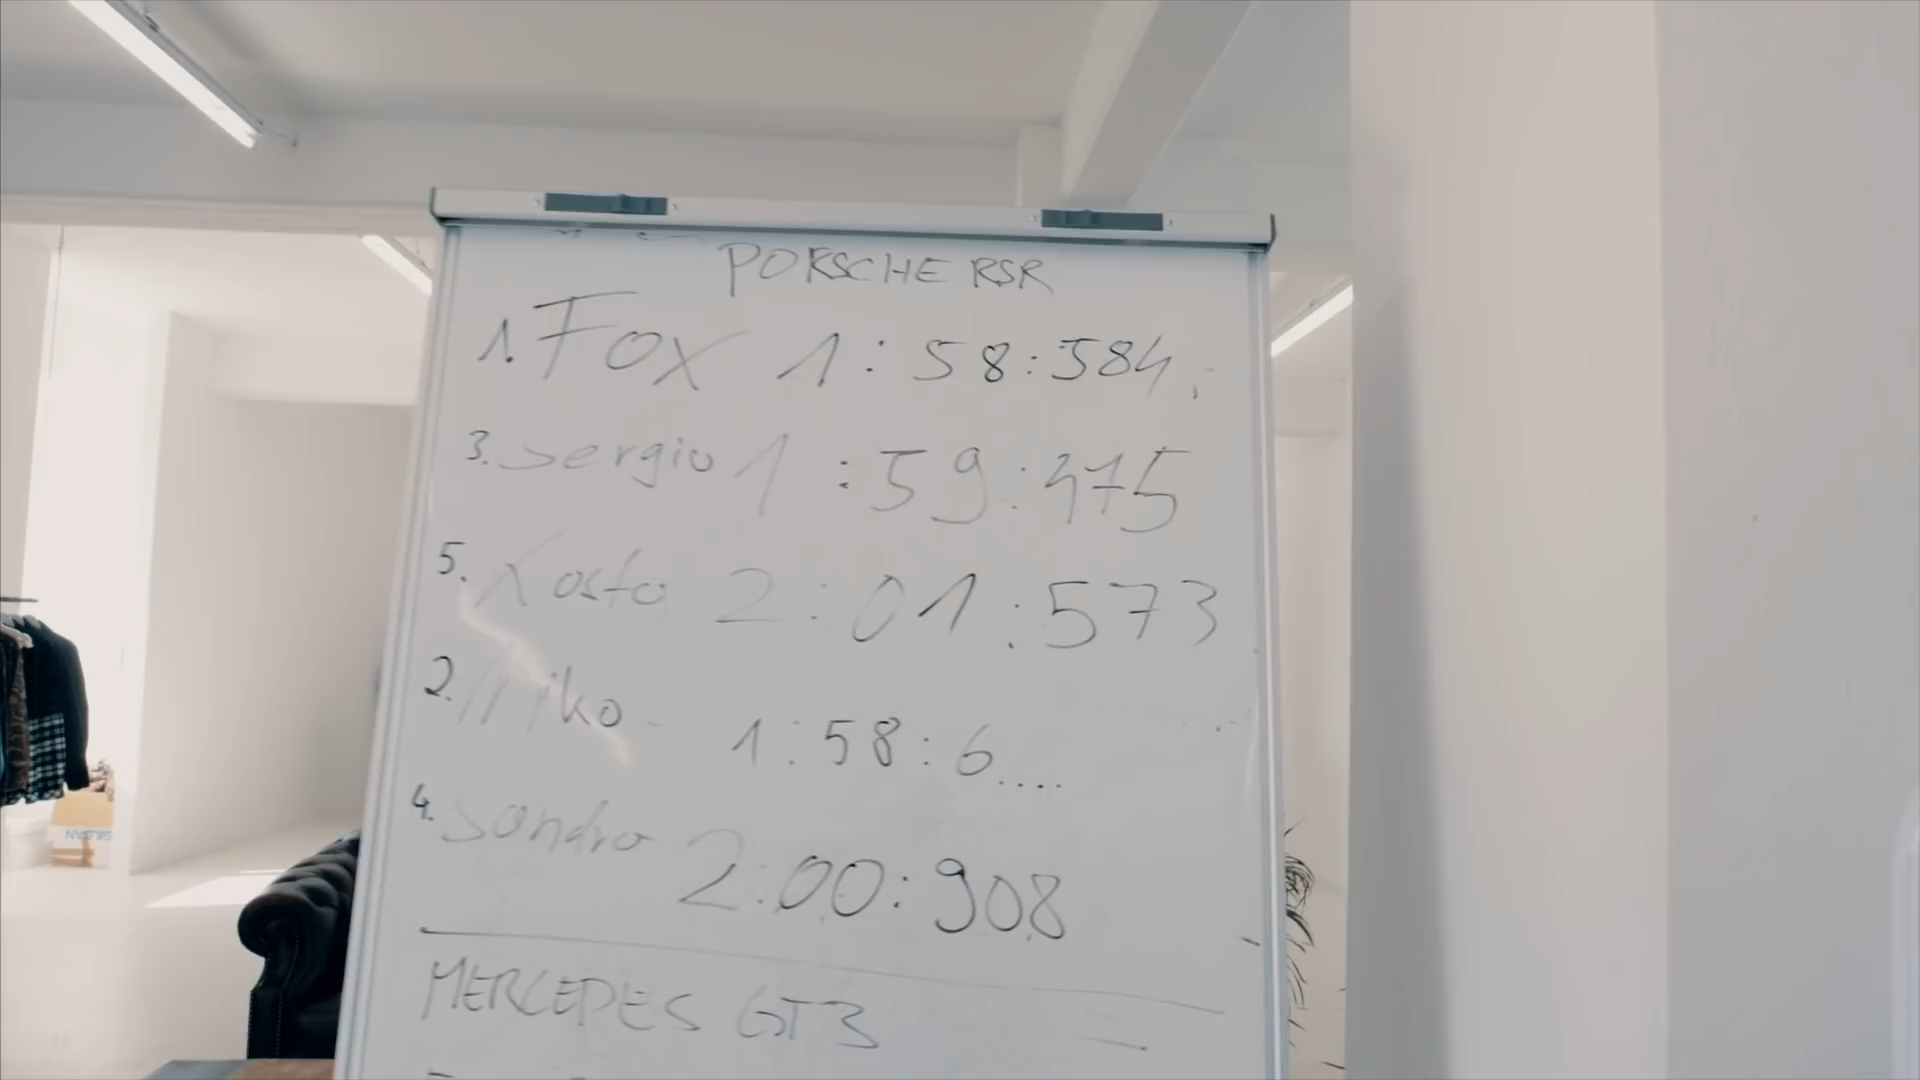 PORSCHE RSR
1. Fox 1:58:584
3. Sergio 1:59:475
5. Kosta 2:01:573
2. Miko 1:58:6....
4. Sandro 2:00:908
MERCEDES GT3